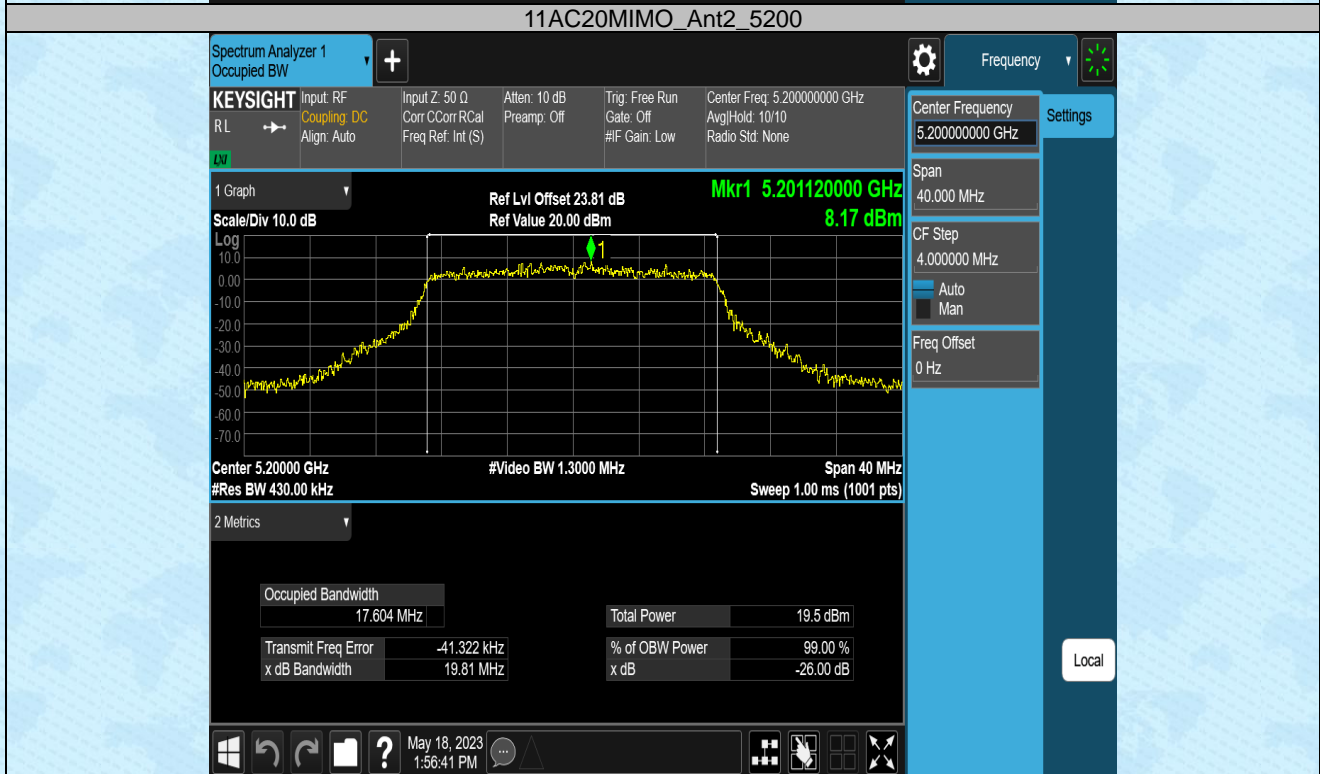 11AC20MIMO_Ant2_5200
Spectrum Analyzer 1
Occupied BW
+
Frequency
KEYSIGHT
R L
LXI
Input: RF
Coupling: DC
Align: Auto
Input Z: 50 Ω
Corr CCorr RCal
Freq Ref: Int (S)
Atten: 10 dB
Preamp: Off
Trig: Free Run
Gate: Off
#IF Gain: Low
Center Freq: 5.200000000 GHz
Avg|Hold: 10/10
Radio Std: None
Center Frequency
5.200000000 GHz
Settings
Span
40.000 MHz
CF Step
4.000000 MHz
Auto
Man
Freq Offset
0 Hz
1 Graph
Scale/Div 10.0 dB
Ref Lvl Offset 23.81 dB
Ref Value 20.00 dBm
Mkr1 5.201120000 GHz
8.17 dBm
Log
10.0
0.00
-10.0
-20.0
-30.0
-40.0
-50.0
-60.0
-70.0
1
Center 5.20000 GHz
#Res BW 430.00 kHz
#Video BW 1.3000 MHz
Span 40 MHz
Sweep 1.00 ms (1001 pts)
2 Metrics
Occupied Bandwidth
17.604 MHz
Total Power 19.5 dBm
Transmit Freq Error -41.322 kHz
% of OBW Power 99.00 %
x dB Bandwidth 19.81 MHz
x dB -26.00 dB
Local
?
May 18, 2023
1:56:41 PM